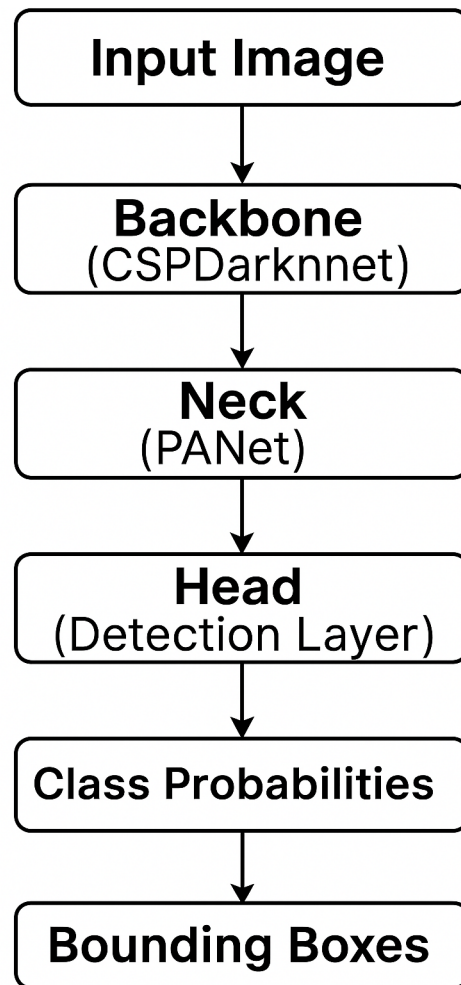 Input Image
Backbone
(CSPDarknnet)
Neck
(PANet)
Head
(Detection Layer)
Class Probabilities
Bounding Boxes